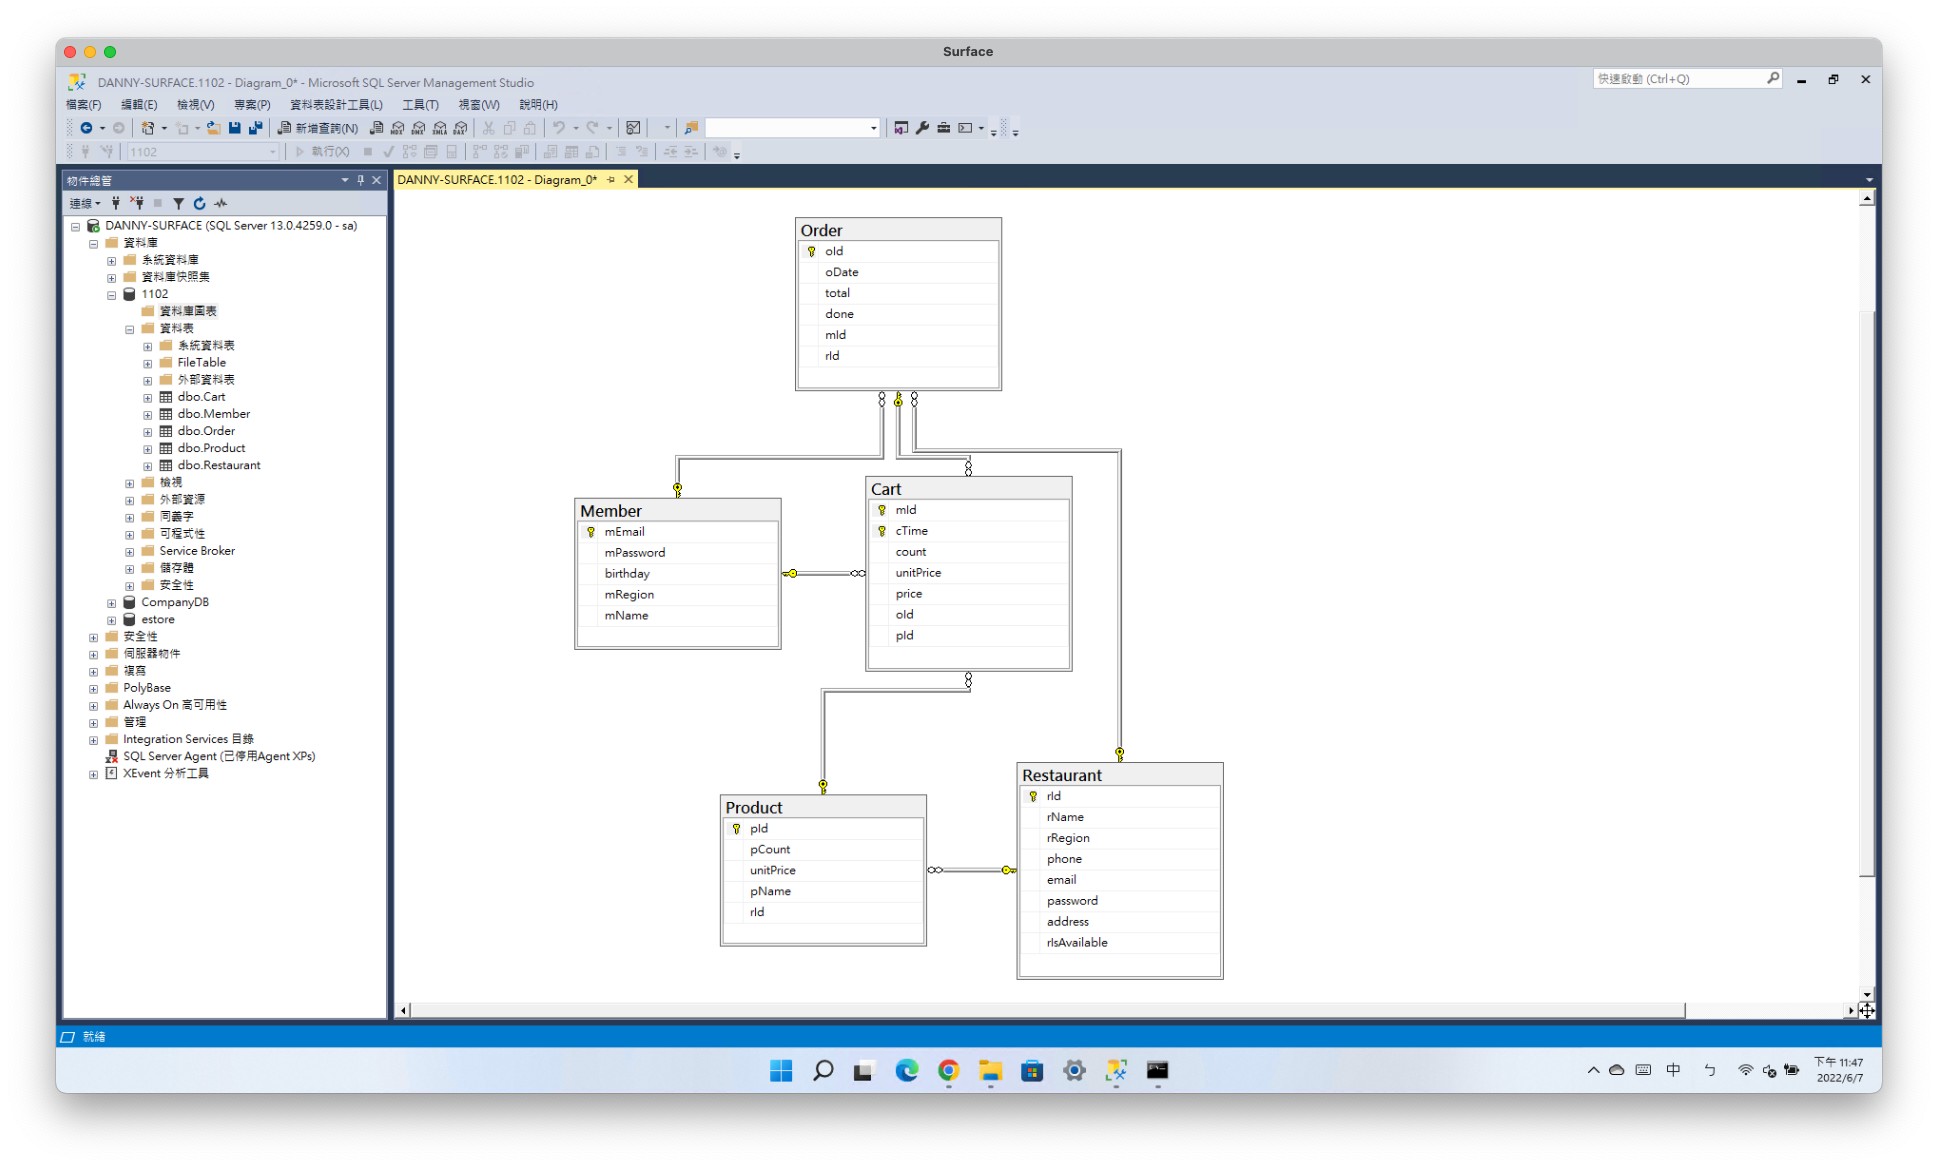 Surface
DANNY-SURFACE.1102 - Diagram_0* - Microsoft SQL Server Management Studio
快速啟動 (Ctrl+Q)
檔案(F) 編輯(E) 檢視(V) 專案(P) 資料表設計工具(L) 工具(T) 視窗(W) 說明(H)
新增查詢(N)
MDX DMX XMLA DAX
1102
執行(X)
物件總管
DANNY-SURFACE.1102 - Diagram_0*
連線
DANNY-SURFACE (SQL Server 13.0.4259.0 - sa)
資料庫
系統資料庫
資料庫快照集
1102
資料庫圖表
資料表
系統資料表
FileTable
外部資料表
dbo.Cart
dbo.Member
dbo.Order
dbo.Product
dbo.Restaurant
檢視
外部資源
同義字
可程式性
Service Broker
儲存體
安全性
CompanyDB
estore
安全性
伺服器物件
複寫
PolyBase
Always On 高可用性
管理
Integration Services 目錄
SQL Server Agent (已停用Agent XPs)
XEvent 分析工具
Order
oId
oDate
total
done
mId
rId
Member
mEmail
mPassword
birthday
mRegion
mName
Cart
mId
cTime
count
unitPrice
price
oId
pId
Product
pId
pCount
unitPrice
pName
rId
Restaurant
rId
rName
rRegion
phone
email
password
address
rIsAvailable
就緒
中
ㄅ
下午 11:47
2022/6/7